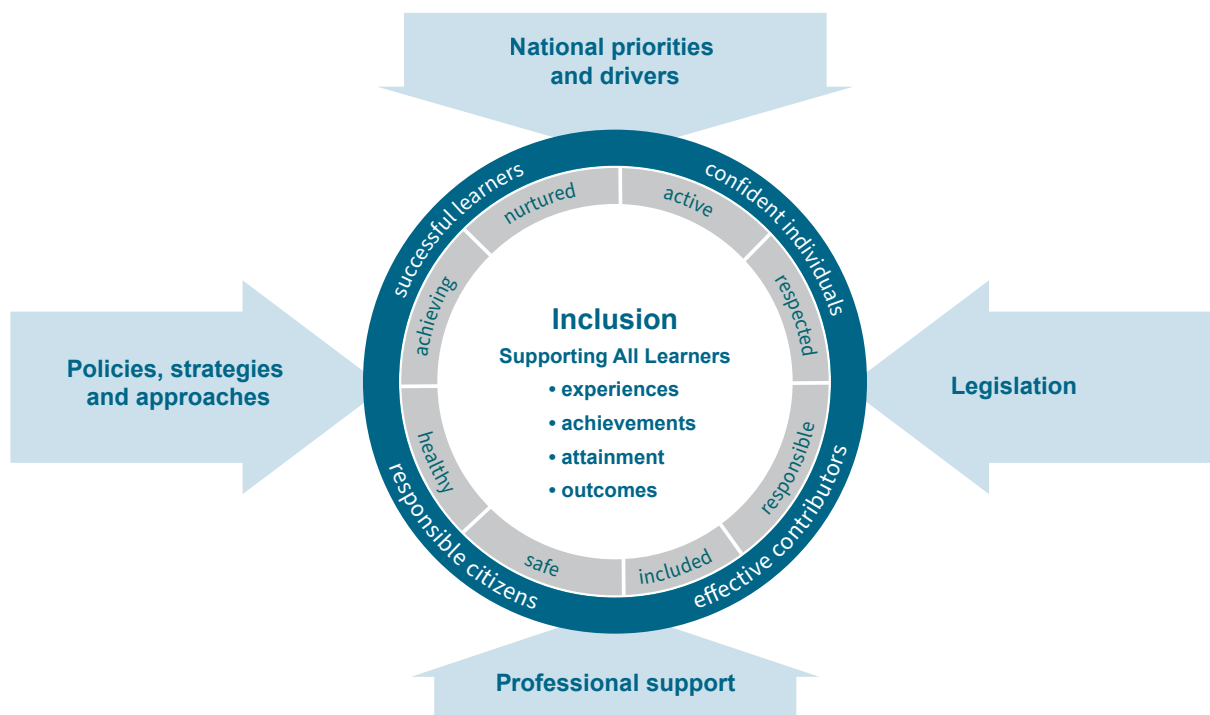 National priorities
and drivers
successful learners
confident individuals
nurtured
active
achieving
respected
Inclusion
Supporting All Learners
• experiences
• achievements
• attainment
• outcomes
Policies, strategies
and approaches
Legislation
healthy
responsible
safe
included
responsible citizens
effective contributors
Professional support